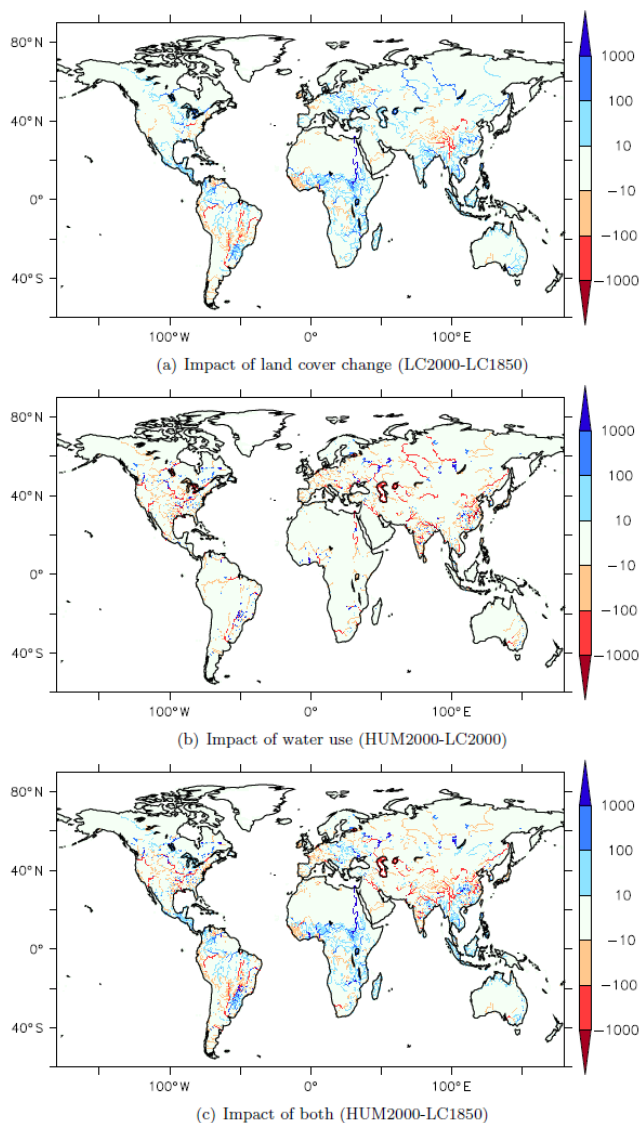 80°N
40°N
0°
40°S
100°W 0° 100°E
1000
100
10
−10
−100
−1000
(a) Impact of land cover change (LC2000-LC1850)
80°N
40°N
0°
40°S
100°W 0° 100°E
1000
100
10
−10
−100
−1000
(b) Impact of water use (HUM2000-LC2000)
80°N
40°N
0°
40°S
100°W 0° 100°E
1000
100
10
−10
−100
−1000
(c) Impact of both (HUM2000-LC1850)